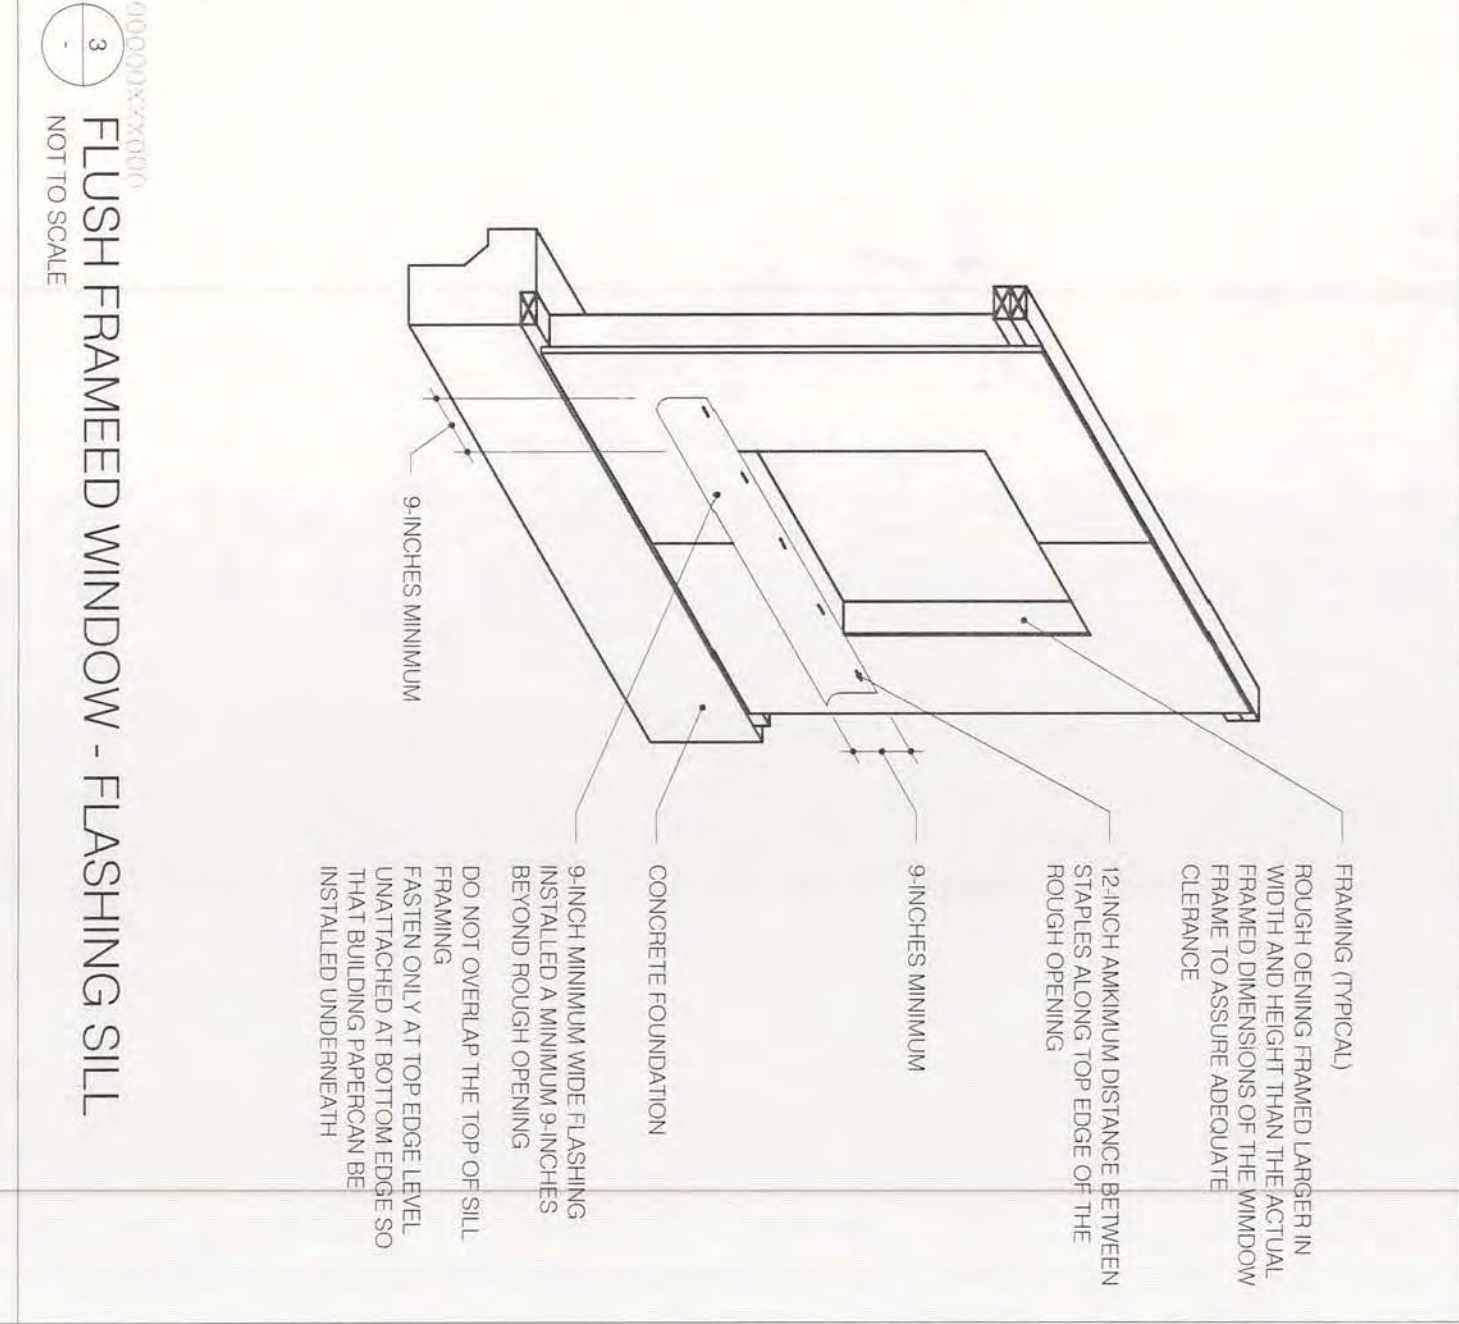 FRAMING (TYPICAL)
ROUGH OENING FRAMED LARGER IN
WIDTH AND HEIGHT THAN THE ACTUAL
FRAMED DIMENSIONS OF THE WIMDOW
FRAME TO ASSURE ADEQUATE
CLERANCE
12-INCH AMKIMUM DISTANCE BETWEEN
STAPLES ALONG TOP EDGE OF THE
ROUGH OPENING
9-INCHES MINIMUM
CONCRETE FOUNDATION
9-INCH MINIMUM WIDE FLASHING
INSTALLED A MINIMUM 9-INCHES
BEYOND ROUGH OPENING
DO NOT OVERLAP THE TOP OF SILL
FRAMING
FASTEN ONLY AT TOP EDGE LEVEL
UNATTACHED AT BOTTOM EDGE SO
THAT BUILDING PAPERCAN BE
INSTALLED UNDERNEATH
9-INCHES MINIMUM
3
-
FLUSH FRAMEED WINDOW - FLASHING SILL
NOT TO SCALE